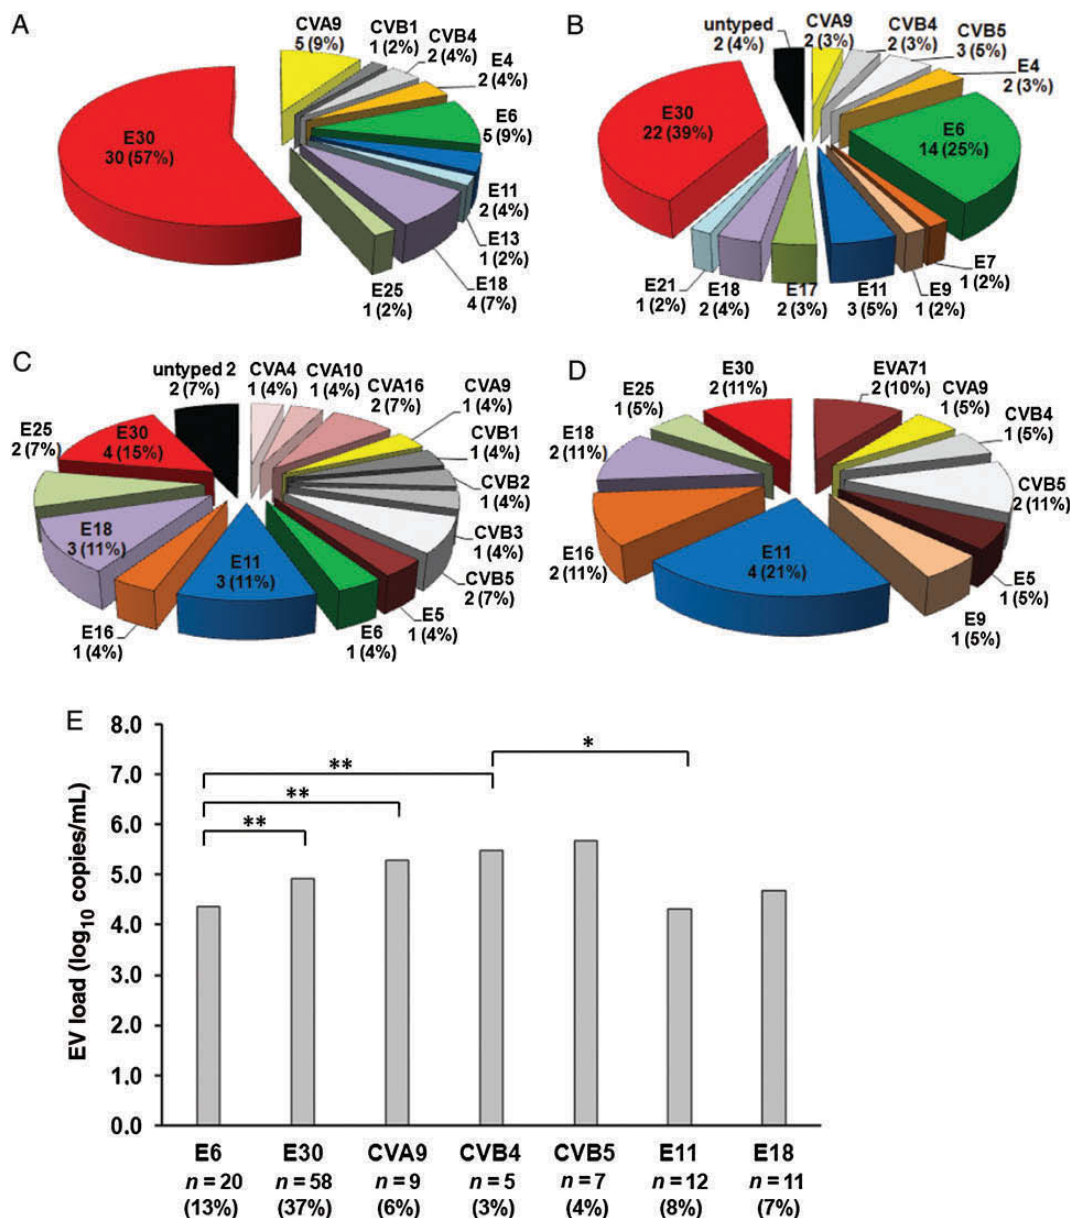 A
CVA9
5 (9%)
CVB1
1 (2%)
CVB4
2 (4%)
E4
2 (4%)
E6
5 (9%)
E11
2 (4%)
E13
1 (2%)
E18
4 (7%)
E25
1 (2%)
E30
30 (57%)
B
untyped
2 (4%)
CVA9
2 (3%)
CVB4
2 (3%)
CVB5
3 (5%)
E4
2 (3%)
E6
14 (25%)
E7
1 (2%)
E9
1 (2%)
E11
3 (5%)
E17
2 (3%)
E18
2 (4%)
E21
1 (2%)
E30
22 (39%)
C
untyped 2
2 (7%)
CVA4
1 (4%)
CVA10
1 (4%)
CVA16
2 (7%)
CVA9
1 (4%)
CVB1
1 (4%)
CVB2
1 (4%)
CVB3
1 (4%)
CVB5
2 (7%)
E5
1 (4%)
E6
1 (4%)
E11
3 (11%)
E16
1 (4%)
E18
3 (11%)
E25
2 (7%)
E30
4 (15%)
D
EVA71
2 (10%)
CVA9
1 (5%)
CVB4
1 (5%)
CVB5
2 (11%)
E5
1 (5%)
E9
1 (5%)
E11
4 (21%)
E16
2 (11%)
E18
2 (11%)
E25
1 (5%)
E30
2 (11%)
E
EV load (log10 copies/mL)
8.0
7.0
6.0
5.0
4.0
3.0
2.0
1.0
0.0
*
**
**
**
E6 E30 CVA9 CVB4 CVB5 E11 E18
n = 20 n = 58 n = 9 n = 5 n = 7 n = 12 n = 11
(13%) (37%) (6%) (3%) (4%) (8%) (7%)